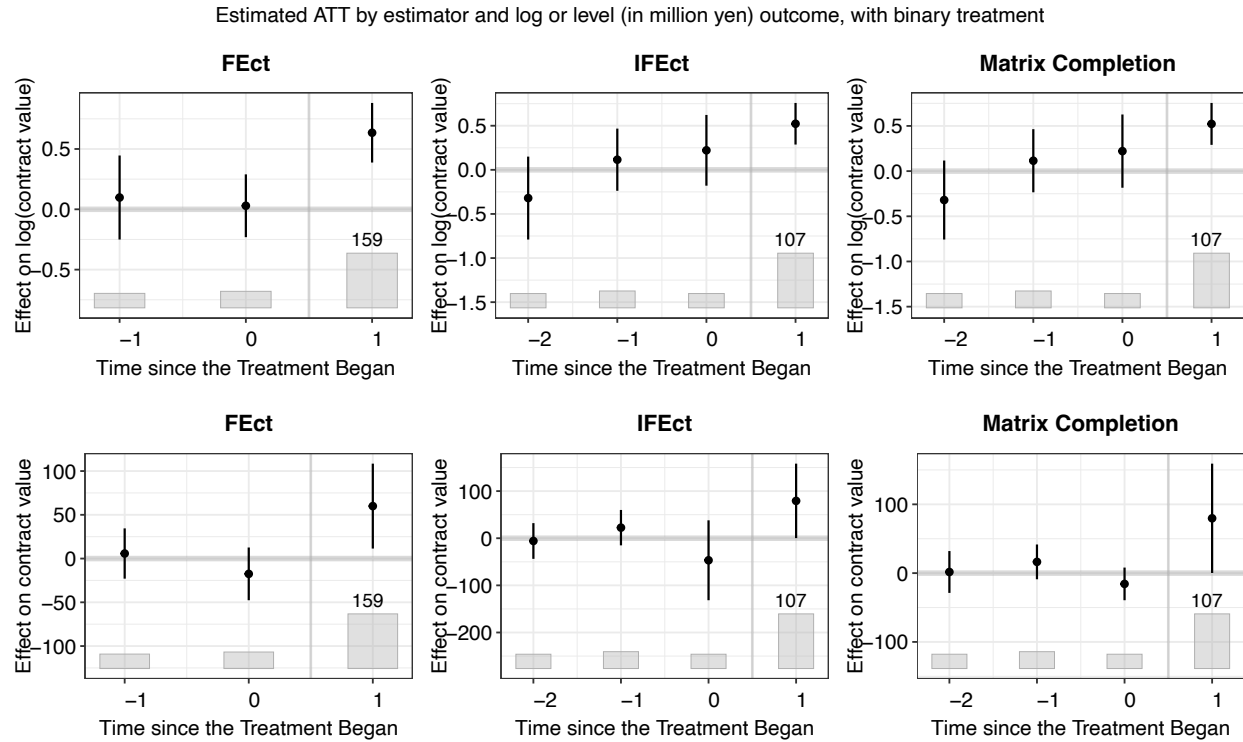 Estimated ATT by estimator and log or level (in million yen) outcome, with binary treatment
FEct
Effect on log(contract value)
0.5
0.0
−0.5
159
−1
0
1
Time since the Treatment Began
IFEct
Effect on log(contract value)
0.5
0.0
−0.5
−1.0
−1.5
107
−2
−1
0
1
Time since the Treatment Began
Matrix Completion
Effect on log(contract value)
0.5
0.0
−0.5
−1.0
−1.5
107
−2
−1
0
1
Time since the Treatment Began
FEct
Effect on contract value
100
50
0
−50
−100
159
−1
0
1
Time since the Treatment Began
IFEct
Effect on contract value
100
0
−100
−200
107
−2
−1
0
1
Time since the Treatment Began
Matrix Completion
Effect on contract value
100
0
−100
107
−2
−1
0
1
Time since the Treatment Began